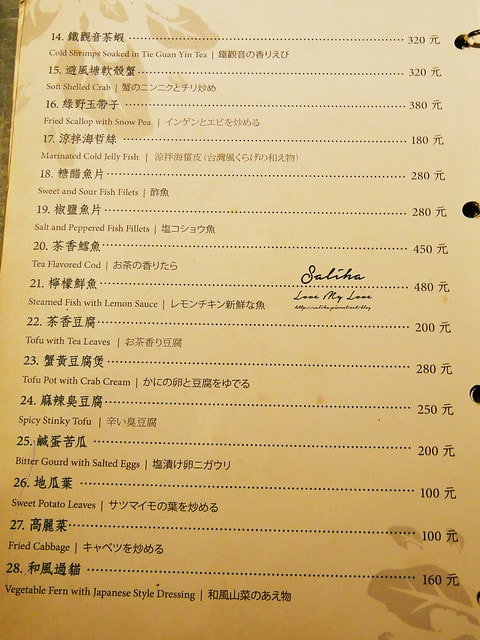 14. 鐵觀音茶蝦 320 元
Cold Shrimps Soaked in Tie Guan Yin Tea | 鐵觀音の香りえび
15. 避風塘軟殼蟹 320 元
Soft Shelled Crab | 蟹のニンニクとチリ炒め
16. 綠野玉帶子 380 元
Fried Scallop with Snow Pea | インゲンとエビを炒める
17. 涼拌海蜇絲 180 元
Marinated Cold Jelly Fish | 涼拌海蜇皮 (台灣風くらげの和え物)
18. 糖醋魚片 280 元
Sweet and Sour Fish Filets | 酢魚
19. 椒鹽魚片 280 元
Salt and Peppered Fish Fillets | 塩コショウ魚
20. 茶香鱈魚 450 元
Tea Flavored Cod | お茶の香りたら
21. 檸檬鮮魚 480 元
Steamed Fish with Lemon Sauce | レモンチキン新鮮な魚
22. 茶香豆腐 200 元
Tofu with Tea Leaves | お茶香り豆腐
23. 蟹黃豆腐煲 280 元
Tofu Pot with Crab Cream | かにの卵と豆腐をゆでる
24. 麻辣臭豆腐 250 元
Spicy Stinky Tofu | 辛い臭豆腐
25. 鹹蛋苦瓜 200 元
Bitter Gourd with Salted Eggs | 塩漬け卵ニガウリ
26. 地瓜葉 100 元
Sweet Potato Leaves | サツマイモの葉を炒める
27. 高麗菜 100 元
Fried Cabbage | キャベツを炒める
28. 和風過貓 160 元
Vegetable Fern with Japanese Style Dressing | 和風山菜のあえ物
Saliha
Love My Love